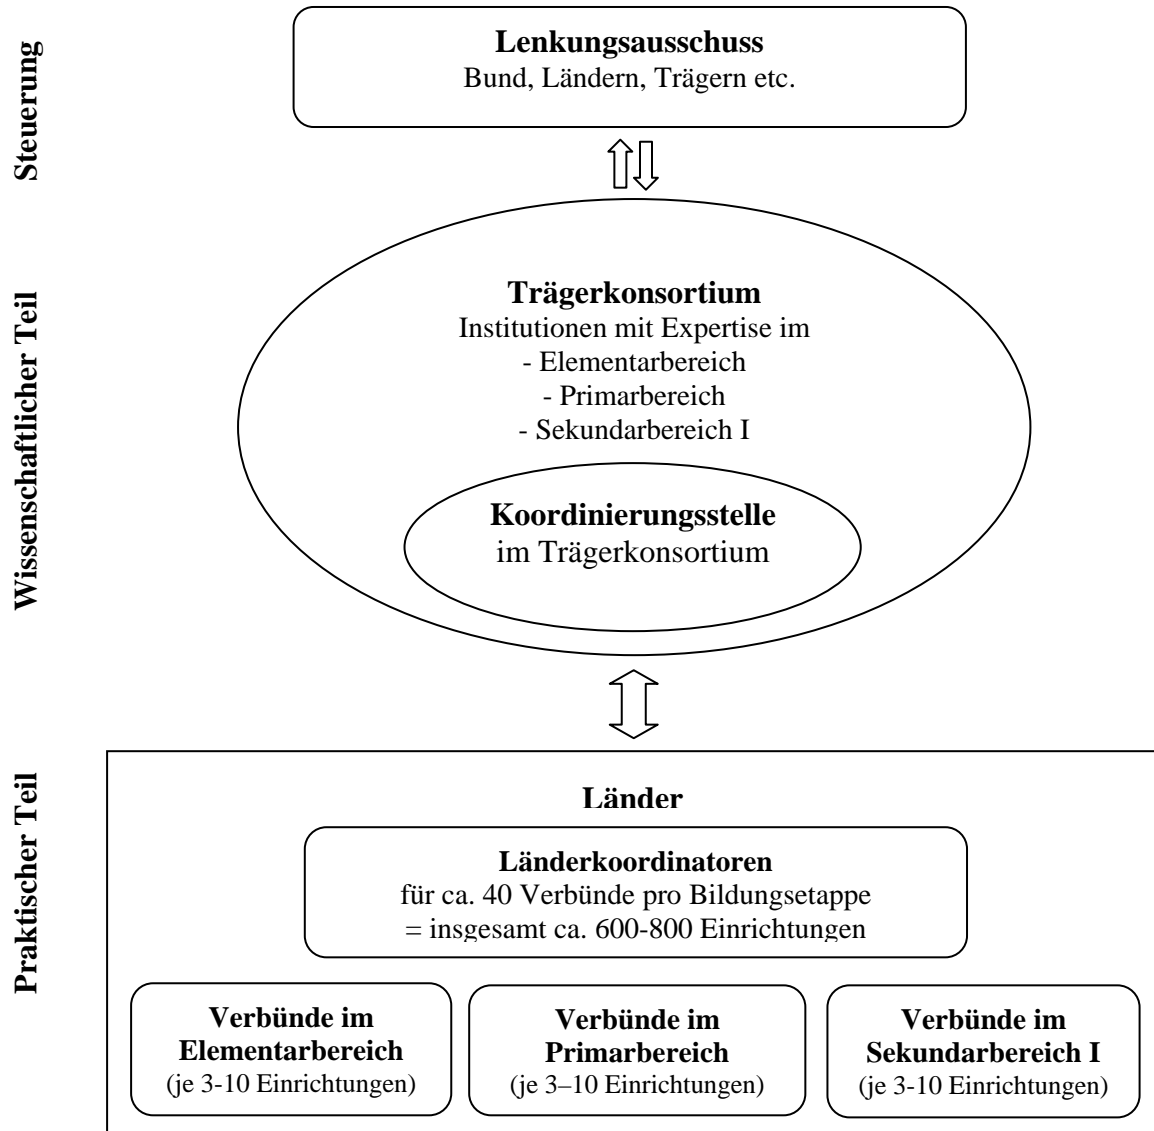 Steuerung
Lenkungsausschuss
Bund, Ländern, Trägern etc.
Wissenschaftlicher Teil
Trägerkonsortium
Institutionen mit Expertise im
- Elementarbereich
- Primarbereich
- Sekundarbereich I
Koordinierungsstelle
im Trägerkonsortium
Praktischer Teil
Länder
Länderkoordinatoren
für ca. 40 Verbünde pro Bildungsetappe
= insgesamt ca. 600-800 Einrichtungen
Verbünde im
Elementarbereich
(je 3-10 Einrichtungen)
Verbünde im
Primarbereich
(je 3–10 Einrichtungen)
Verbünde im
Sekundarbereich I
(je 3-10 Einrichtungen)